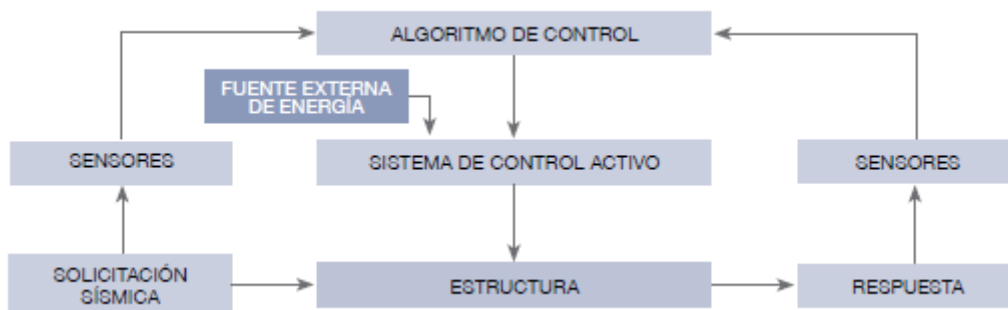 ALGORITMO DE CONTROL
FUENTE EXTERNA
DE ENERGÍA
SENSORES
SISTEMA DE CONTROL ACTIVO
SENSORES
SOLICITACIÓN
SÍSMICA
ESTRUCTURA
RESPUESTA